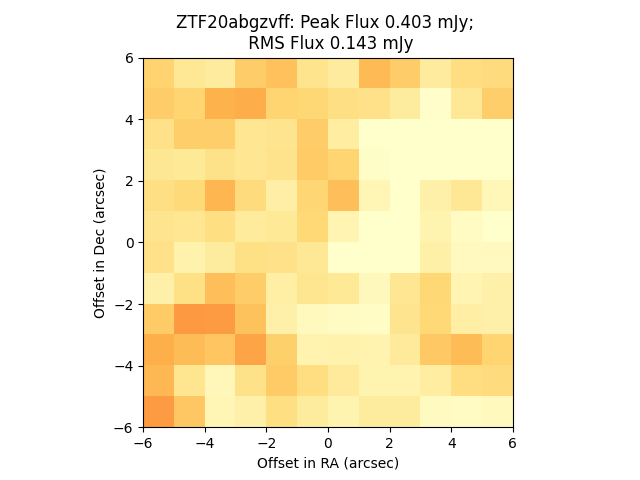 ZTF20abgzvff: Peak Flux 0.403 mJy;
RMS Flux 0.143 mJy
6
4
2
0
−2
−4
−6
Offset in Dec (arcsec)
−6 −4 −2 0 2 4 6
Offset in RA (arcsec)